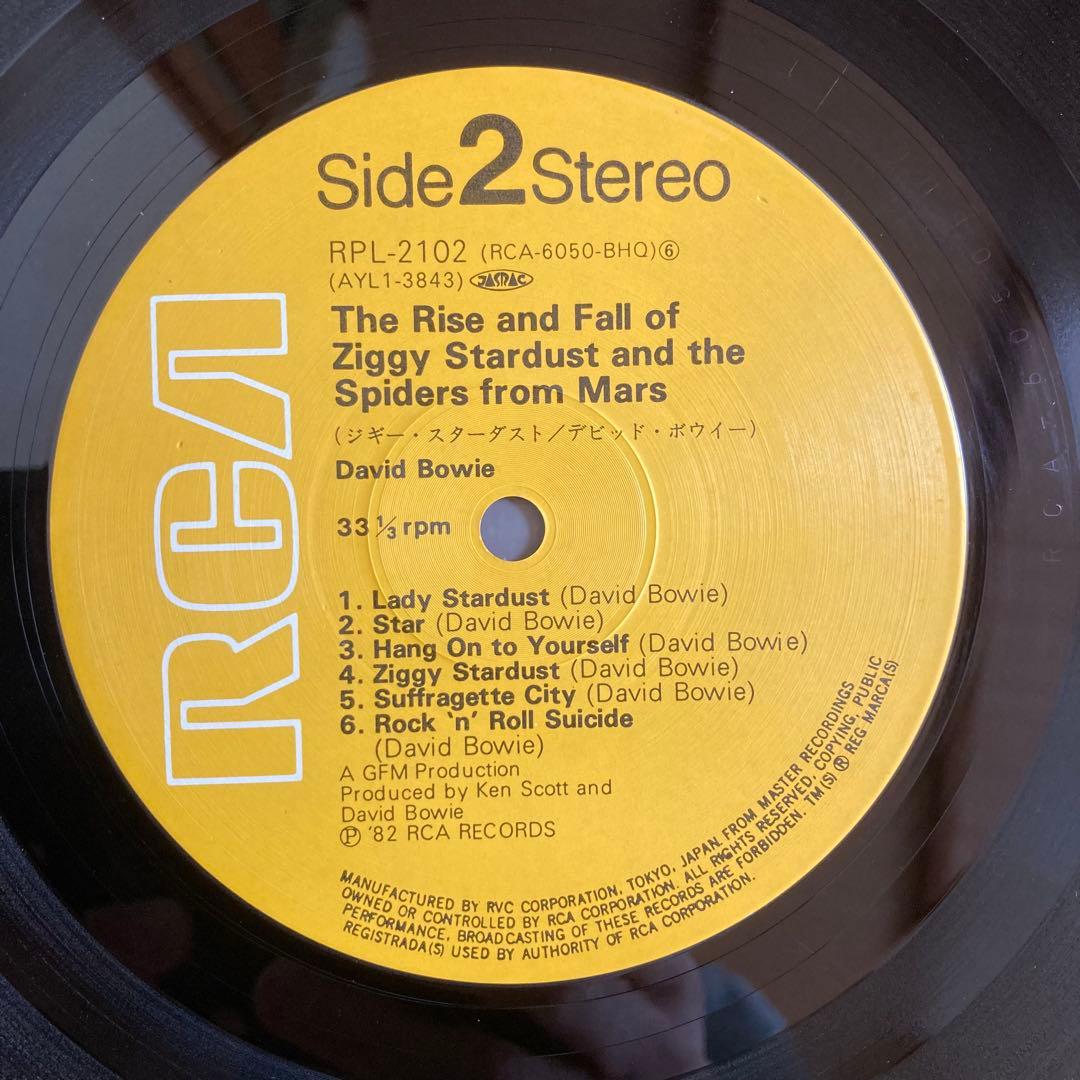 Side 2 Stereo
RPL-2102 (RCA-6050-BHQ)⑥
(AYL1-3843) JASRAC
The Rise and Fall of
Ziggy Stardust and the
Spiders from Mars
(ジギー・スターダスト/デビッド・ボウイー)
David Bowie
33 1/3 rpm
1. Lady Stardust (David Bowie)
2. Star (David Bowie)
3. Hang On to Yourself (David Bowie)
4. Ziggy Stardust (David Bowie)
5. Suffragette City (David Bowie)
6. Rock 'n' Roll Suicide
(David Bowie)
A GFM Production
Produced by Ken Scott and
David Bowie
℗ '82 RCA RECORDS
MANUFACTURED BY RVC CORPORATION, TOKYO, JAPAN. FROM MASTER RECORDINGS
OWNED OR CONTROLLED BY RCA CORPORATION. ALL RIGHTS RESERVED, COPYING, PUBLIC
PERFORMANCE, BROADCASTING OF THESE RECORDS ARE FORBIDDEN. TM(S) ® REG MARCA(S)
REGISTRADA(S) USED BY AUTHORITY OF RCA CORPORATION.
RCA